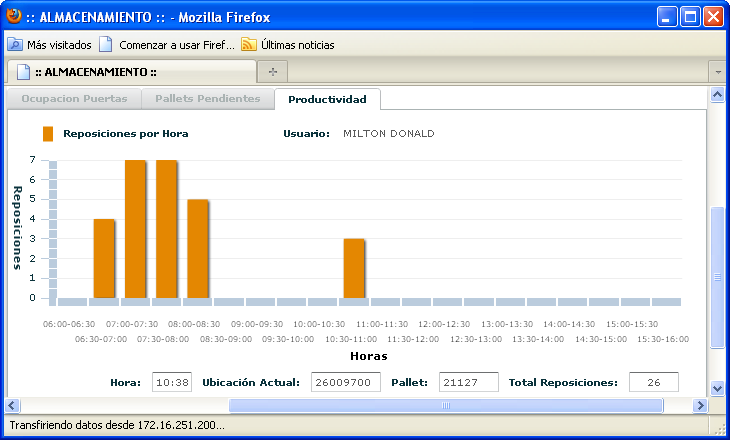 :: ALMACENAMIENTO :: - Mozilla Firefox
Más visitados Comenzar a usar Firef... Últimas noticias
:: ALMACENAMIENTO ::
Ocupacion Puertas Pallets Pendientes Productividad
Reposiciones por Hora Usuario: MILTON DONALD
Reposiciones
7
6
5
4
3
2
1
0
06:00-06:30 07:00-07:30 08:00-08:30 09:00-09:30 10:00-10:30 11:00-11:30 12:00-12:30 13:00-13:30 14:00-14:30 15:00-15:30
06:30-07:00 07:30-08:00 08:30-09:00 09:30-10:00 10:30-11:00 11:30-12:00 12:30-13:00 13:30-14:00 14:30-15:00 15:30-16:00
Horas
Hora: 10:38 Ubicación Actual: 26009700 Pallet: 21127 Total Reposiciones: 26
Transfiriendo datos desde 172.16.251.200...